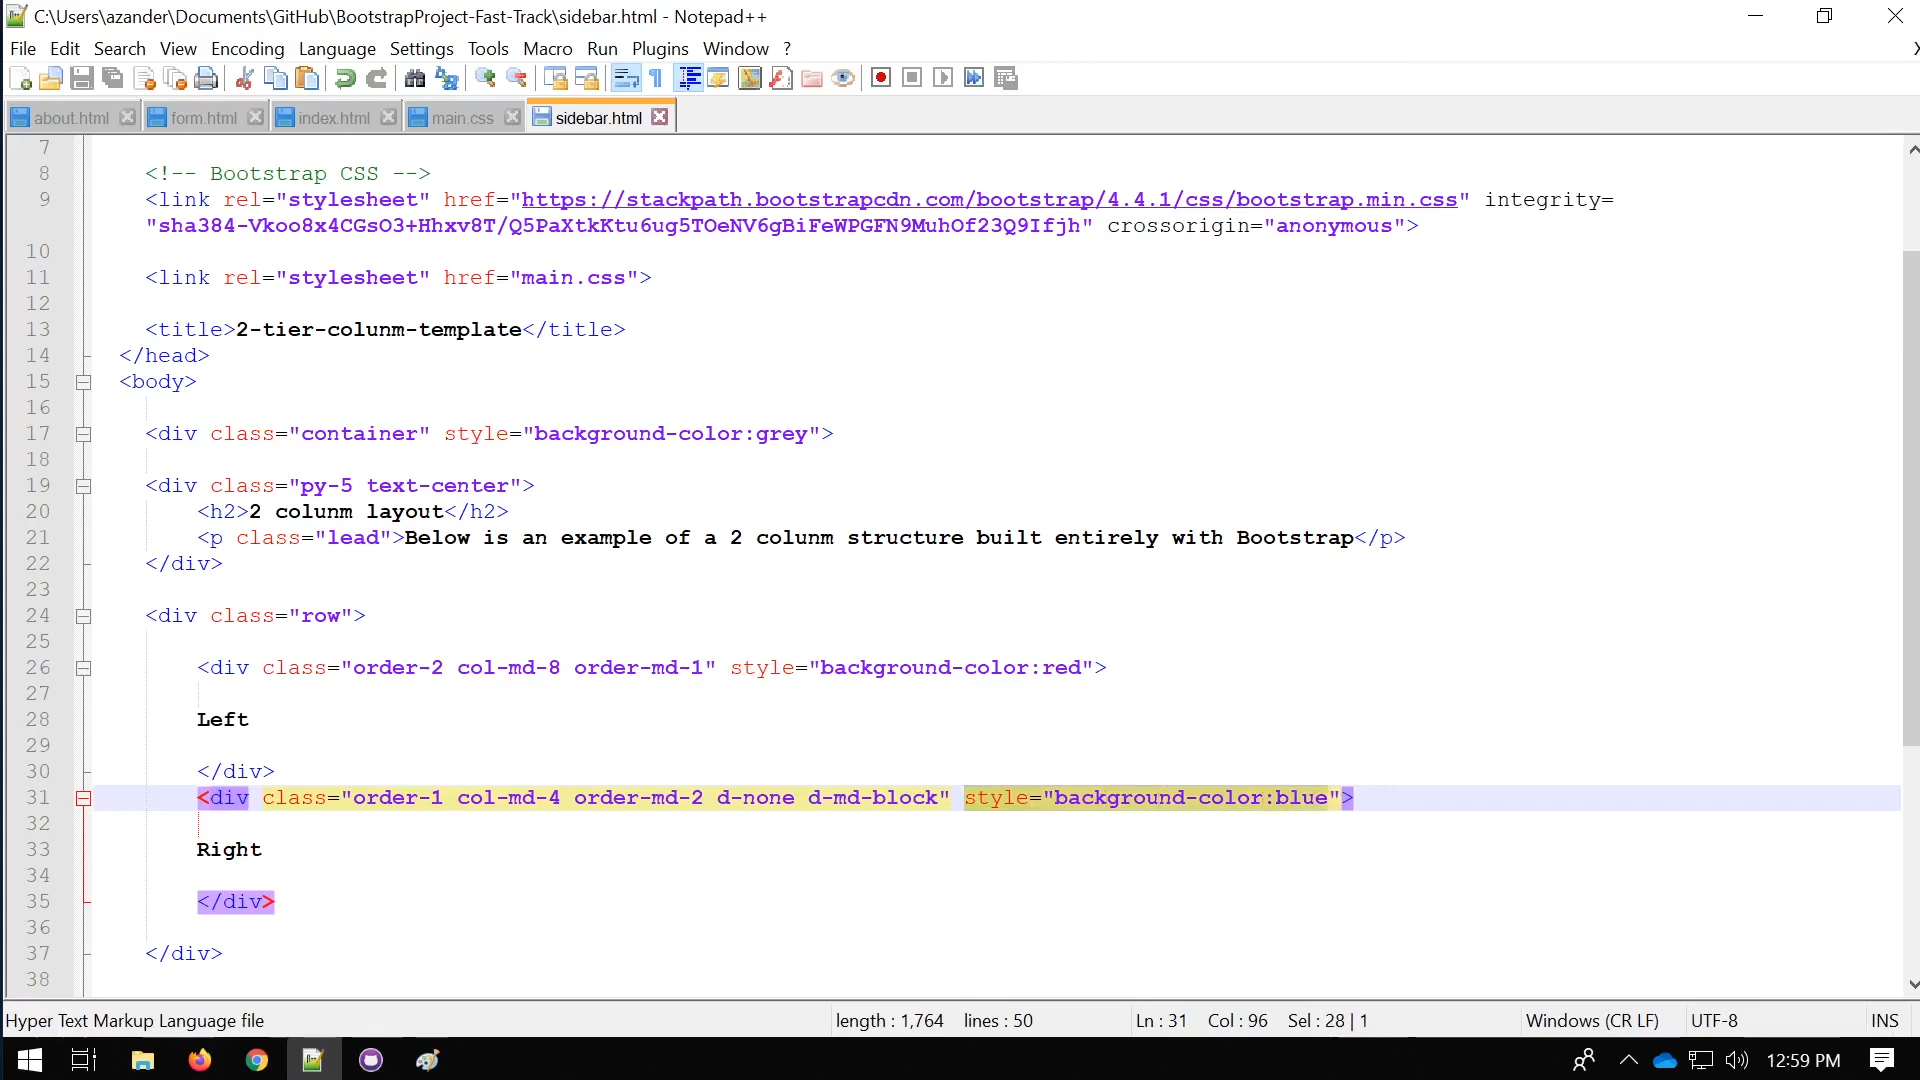 C:\Users\azander\Documents\GitHub\BootstrapProject-Fast-Track\sidebar.html - Notepad++
File Edit Search View Encoding Language Settings Tools Macro Run Plugins Window ?
about.html form.html index.html main.css sidebar.html
7
8 <!-- Bootstrap CSS -->
9 <link rel="stylesheet" href="https://stackpath.bootstrapcdn.com/bootstrap/4.4.1/css/bootstrap.min.css" integrity=
"sha384-Vkoo8x4CGsO3+Hhxv8T/Q5PaXtkKtu6ug5TOeNV6gBiFeWPGFN9MuhOf23Q9Ifjh" crossorigin="anonymous">
10
11 <link rel="stylesheet" href="main.css">
12
13 <title>2-tier-colunm-template</title>
14 </head>
15 <body>
16
17 <div class="container" style="background-color:grey">
18
19 <div class="py-5 text-center">
20 <h2>2 colunm layout</h2>
21 <p class="lead">Below is an example of a 2 colunm structure built entirely with Bootstrap</p>
22 </div>
23
24 <div class="row">
25
26 <div class="order-2 col-md-8 order-md-1" style="background-color:red">
27
28 Left
29
30 </div>
31 <div class="order-1 col-md-4 order-md-2 d-none d-md-block" style="background-color:blue">
32
33 Right
34
35 </div>
36
37 </div>
38
Hyper Text Markup Language file length : 1,764 lines : 50 Ln : 31 Col : 96 Sel : 28 | 1 Windows (CR LF) UTF-8 INS
12:59 PM